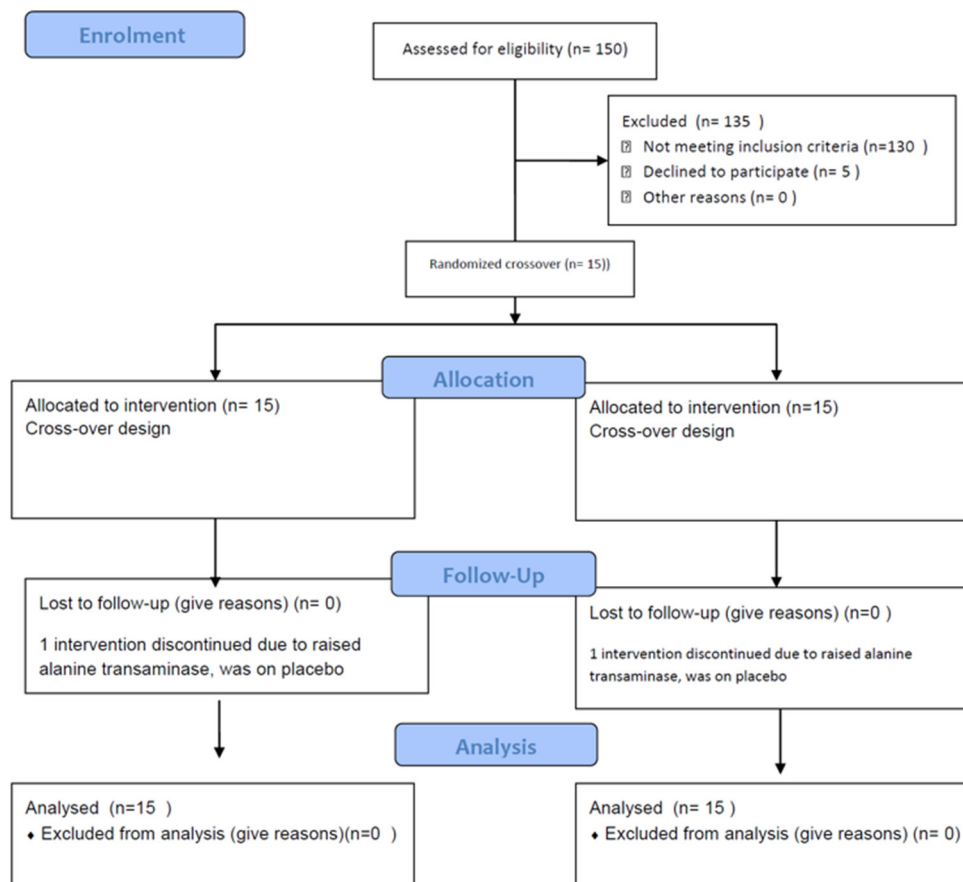 Enrolment
Assessed for eligibility (n= 150)
Excluded (n= 135 )
Not meeting inclusion criteria (n=130 )
Declined to participate (n= 5 )
Other reasons (n= 0 )
Randomized crossover (n= 15))
Allocation
Allocated to intervention (n= 15)
Cross-over design
Allocated to intervention (n=15)
Cross-over design
Follow-Up
Lost to follow-up (give reasons) (n= 0)
1 intervention discontinued due to raised
alanine transaminase, was on placebo
Lost to follow-up (give reasons) (n=0 )
1 intervention discontinued due to raised alanine
transaminase, was on placebo
Analysis
Analysed (n=15 )
♦ Excluded from analysis (give reasons)(n=0 )
Analysed (n= 15 )
♦ Excluded from analysis (give reasons) (n= 0)